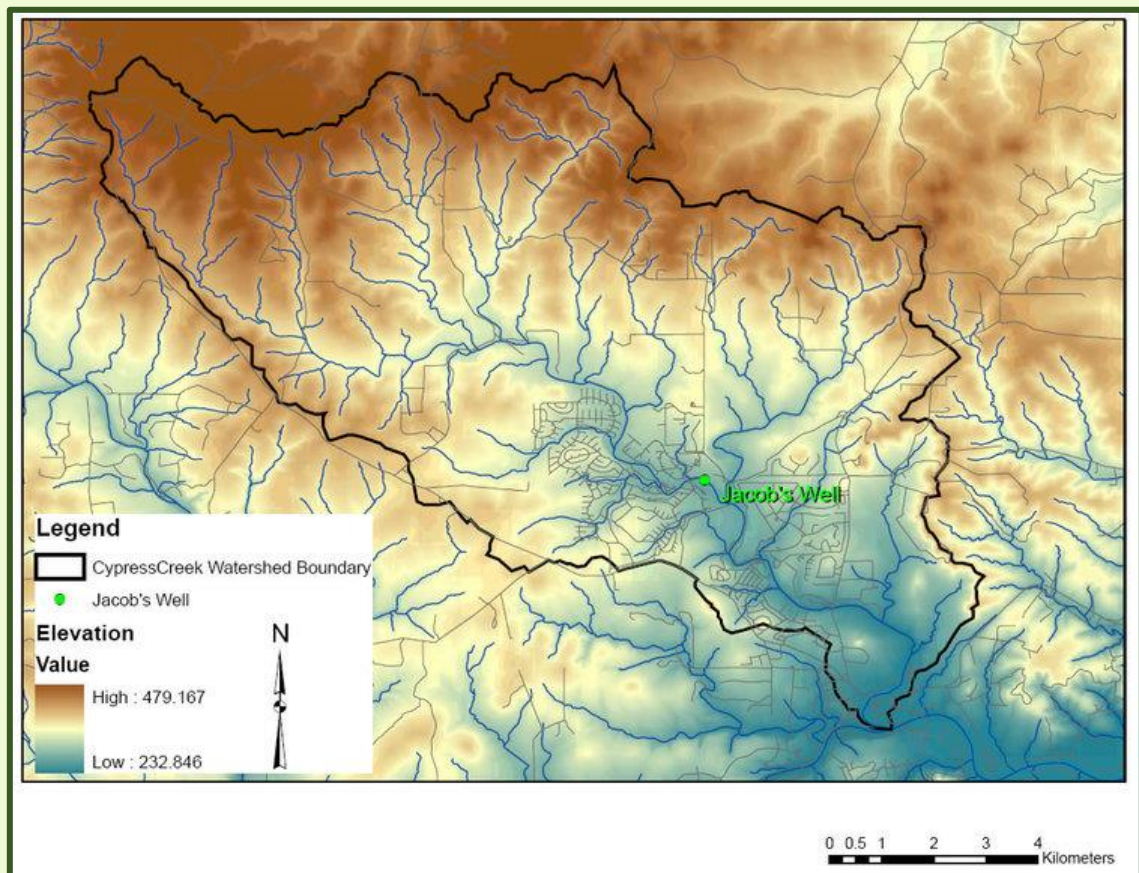 Jacob's Well
Legend
CypressCreek Watershed Boundary
Jacob's Well
Elevation
Value
High : 479.167
Low : 232.846
N
0 0.5 1 2 3 4
Kilometers